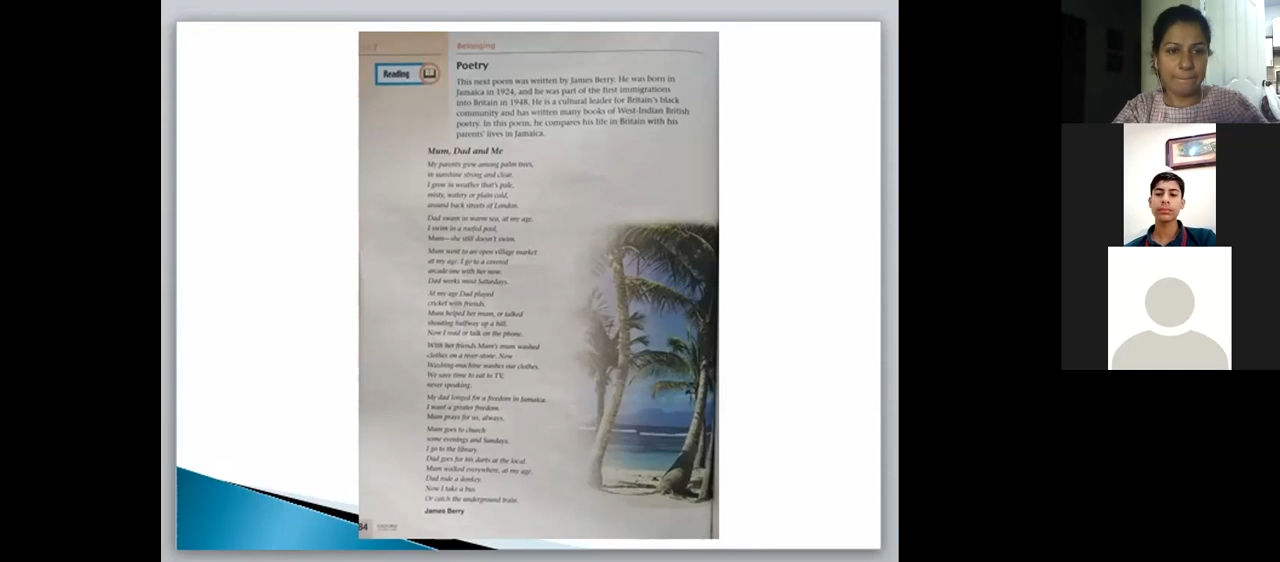 Belonging
Reading
Poetry
This next poem was written by James Berry. He was born in
Jamaica in 1924, and he was part of the first immigrations
into Britain in 1948. He is a cultural leader for Britain's black
community and has written many books of West-Indian British
poetry. In this poem, he compares his life in Britain with his
parents' lives in Jamaica.
Mum, Dad and Me
My parents grew among palm trees,
in sunshine strong and clear.
I grow in weather that's pale,
misty, watery or plain cold,
around back streets of London.
Dad swam in warm sea, at my age.
I swim in a roofed pool,
Mum—she still doesn't swim.
Mum went to an open village market
at my age. I go to a covered
arcade one with her now.
Dad works most Saturdays.
At my age Dad played
cricket with friends.
Mum helped her mum, or talked
shouting halfway up a hill.
Now I read or talk on the phone.
With her friends Mum's mum washed
clothes on a river-stone. Now
Washing-machine washes our clothes.
We save time to eat to TV,
never speaking.
My dad longed for a freedom in Jamaica.
I want a greater freedom.
Mum prays for us, always.
Mum goes to church
some evenings and Sundays.
I go to the library.
Dad goes for his darts at the local.
Mum walked everywhere, at my age.
Dad rode a donkey.
Now I take a bus
Or catch the underground train.
James Berry
84